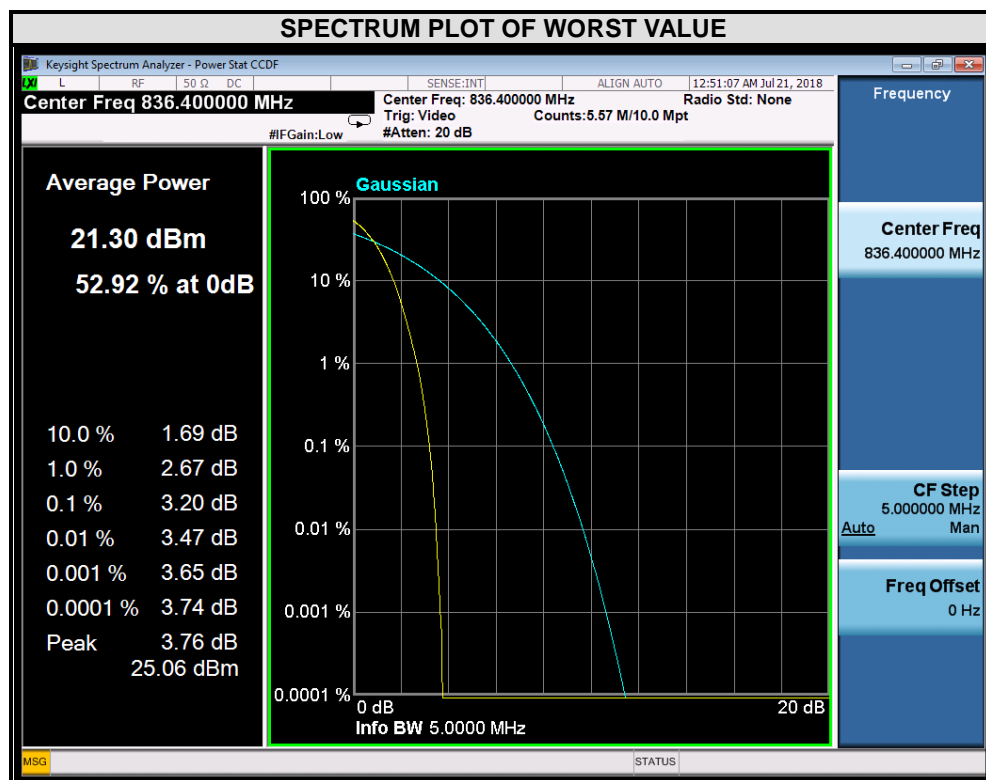 SPECTRUM PLOT OF WORST VALUE
Keysight Spectrum Analyzer - Power Stat CCDF
LXI L RF 50 Ω DC SENSE:INT ALIGN AUTO 12:51:07 AM Jul 21, 2018
Center Freq 836.400000 MHz
Center Freq: 836.400000 MHz Radio Std: None
Trig: Video Counts:5.57 M/10.0 Mpt
#IFGain:Low #Atten: 20 dB
Frequency
Average Power
21.30 dBm
52.92 % at 0dB
10.0 % 1.69 dB
1.0 % 2.67 dB
0.1 % 3.20 dB
0.01 % 3.47 dB
0.001 % 3.65 dB
0.0001 % 3.74 dB
Peak 3.76 dB
25.06 dBm
Gaussian
100 %
10 %
1 %
0.1 %
0.01 %
0.001 %
0.0001 %
0 dB 20 dB
Info BW 5.0000 MHz
Center Freq
836.400000 MHz
CF Step
5.000000 MHz
Auto Man
Freq Offset
0 Hz
MSG STATUS